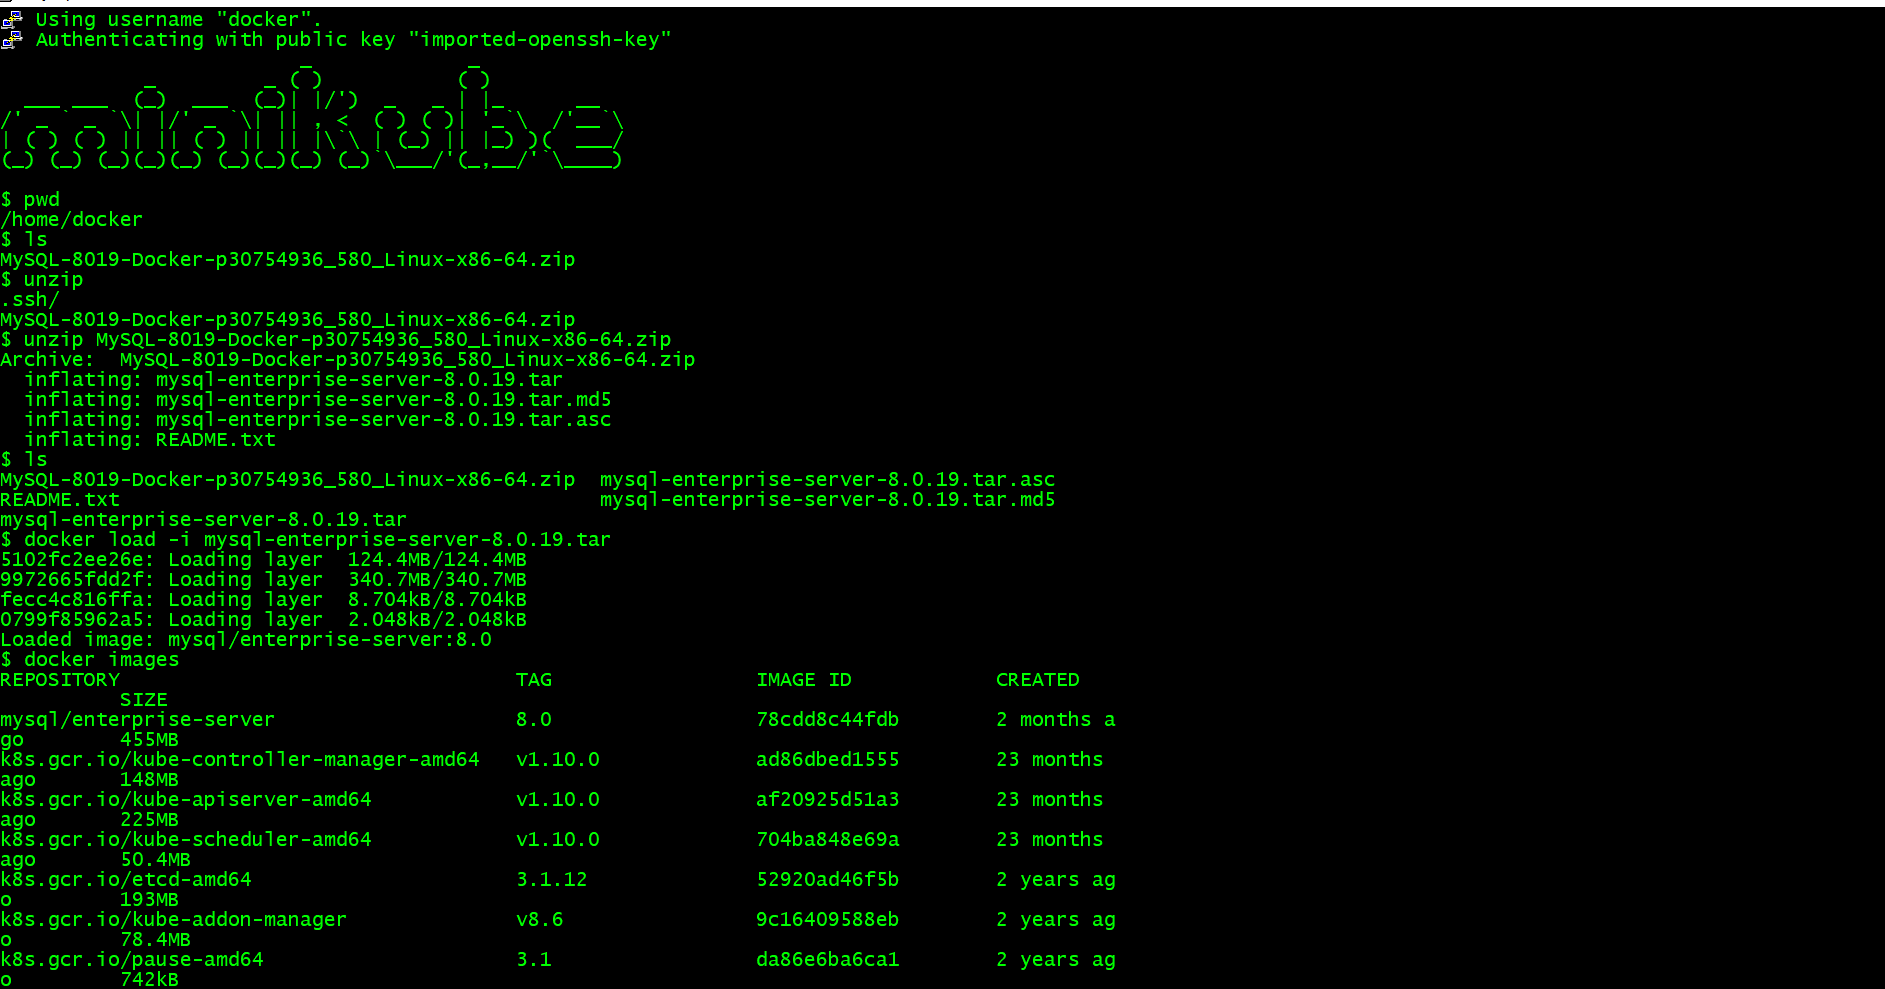 Using username "docker".
Authenticating with public key "imported-openssh-key"
minikube
$ pwd
/home/docker
$ ls
MySQL-8019-Docker-p30754936_580_Linux-x86-64.zip
$ unzip
.ssh/
MySQL-8019-Docker-p30754936_580_Linux-x86-64.zip
$ unzip MySQL-8019-Docker-p30754936_580_Linux-x86-64.zip
Archive:  MySQL-8019-Docker-p30754936_580_Linux-x86-64.zip
  inflating: mysql-enterprise-server-8.0.19.tar
  inflating: mysql-enterprise-server-8.0.19.tar.md5
  inflating: mysql-enterprise-server-8.0.19.tar.asc
  inflating: README.txt
$ ls
MySQL-8019-Docker-p30754936_580_Linux-x86-64.zip  mysql-enterprise-server-8.0.19.tar.asc
README.txt                                        mysql-enterprise-server-8.0.19.tar.md5
mysql-enterprise-server-8.0.19.tar
$ docker load -i mysql-enterprise-server-8.0.19.tar
5102fc2ee26e: Loading layer  124.4MB/124.4MB
9972665fdd2f: Loading layer  340.7MB/340.7MB
fecc4c816ffa: Loading layer  8.704kB/8.704kB
0799f85962a5: Loading layer  2.048kB/2.048kB
Loaded image: mysql/enterprise-server:8.0
$ docker images
REPOSITORY                                 TAG                 IMAGE ID            CREATED
          SIZE
mysql/enterprise-server                    8.0                 78cdd8c44fdb        2 months a
go        455MB
k8s.gcr.io/kube-controller-manager-amd64   v1.10.0             ad86dbed1555        23 months
ago       148MB
k8s.gcr.io/kube-apiserver-amd64            v1.10.0             af20925d51a3        23 months
ago       225MB
k8s.gcr.io/kube-scheduler-amd64            v1.10.0             704ba848e69a        23 months
ago       50.4MB
k8s.gcr.io/etcd-amd64                      3.1.12              52920ad46f5b        2 years ag
o         193MB
k8s.gcr.io/kube-addon-manager              v8.6                9c16409588eb        2 years ag
o         78.4MB
k8s.gcr.io/pause-amd64                     3.1                 da86e6ba6ca1        2 years ag
o         742kB